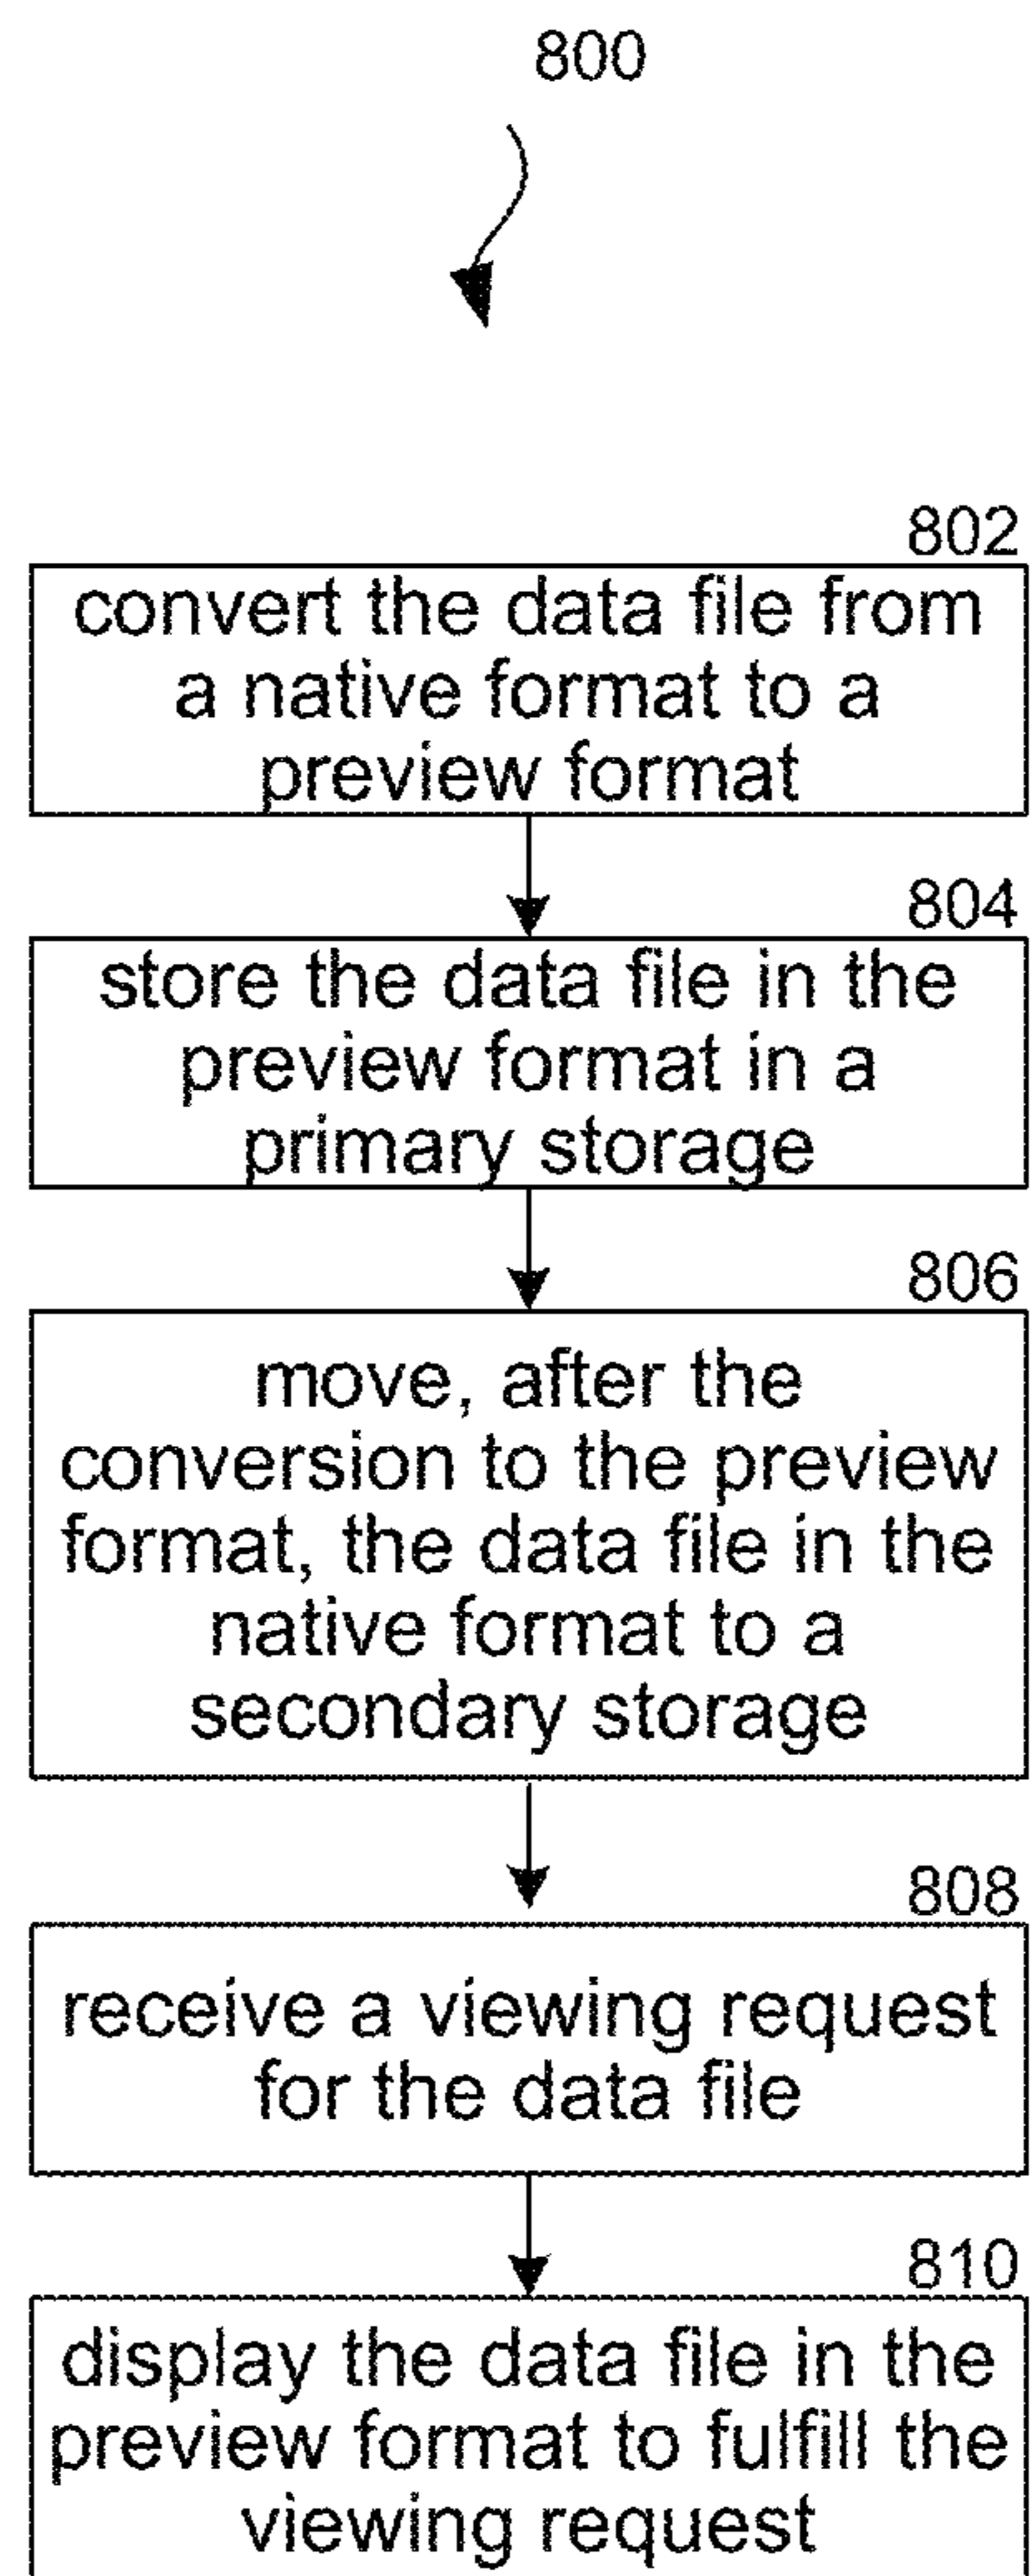 800
802
convert the data file from
a native format to a
preview format
804
store the data file in the
preview format in a
primary storage
806
move, after the
conversion to the preview
format, the data file in the
native format to a
secondary storage
808
receive a viewing request
for the data file
810
display the data file in the
preview format to fulfill the
viewing request